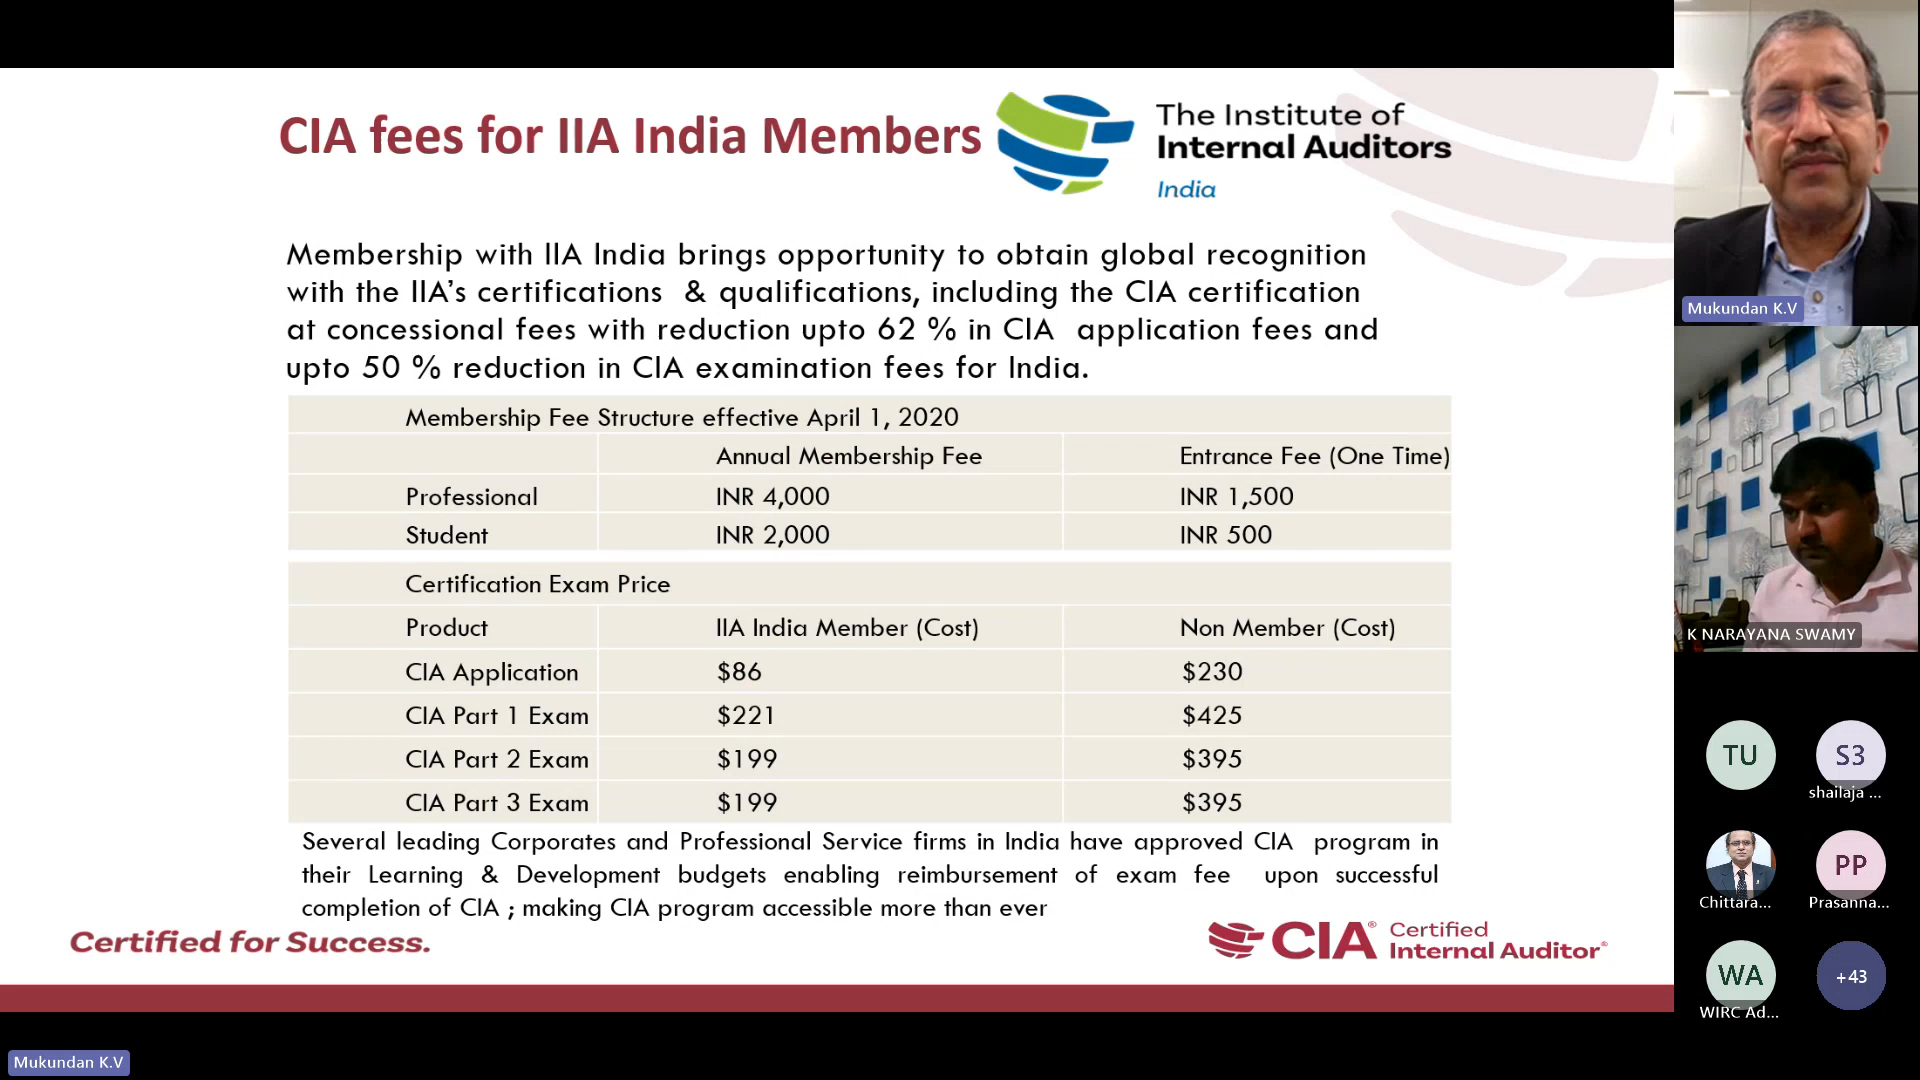 CIA fees for IIA India Members
The Institute of
Internal Auditors
India
Membership with IIA India brings opportunity to obtain global recognition
with the IIA’s certifications & qualifications, including the CIA certification
at concessional fees with reduction upto 62 % in CIA application fees and
upto 50 % reduction in CIA examination fees for India.
Membership Fee Structure effective April 1, 2020
Annual Membership Fee Entrance Fee (One Time)
Professional INR 4,000 INR 1,500
Student INR 2,000 INR 500
Certification Exam Price
Product IIA India Member (Cost) Non Member (Cost)
CIA Application $86 $230
CIA Part 1 Exam $221 $425
CIA Part 2 Exam $199 $395
CIA Part 3 Exam $199 $395
Several leading Corporates and Professional Service firms in India have approved CIA program in
their Learning & Development budgets enabling reimbursement of exam fee upon successful
completion of CIA ; making CIA program accessible more than ever
Certified for Success.
CIA® Certified
Internal Auditor®
Mukundan K.V
Mukundan K.V
K NARAYANA SWAMY
TU S3
shailaja ...
PP
Chittara... Prasanna...
WA +43
WIRC Ad...